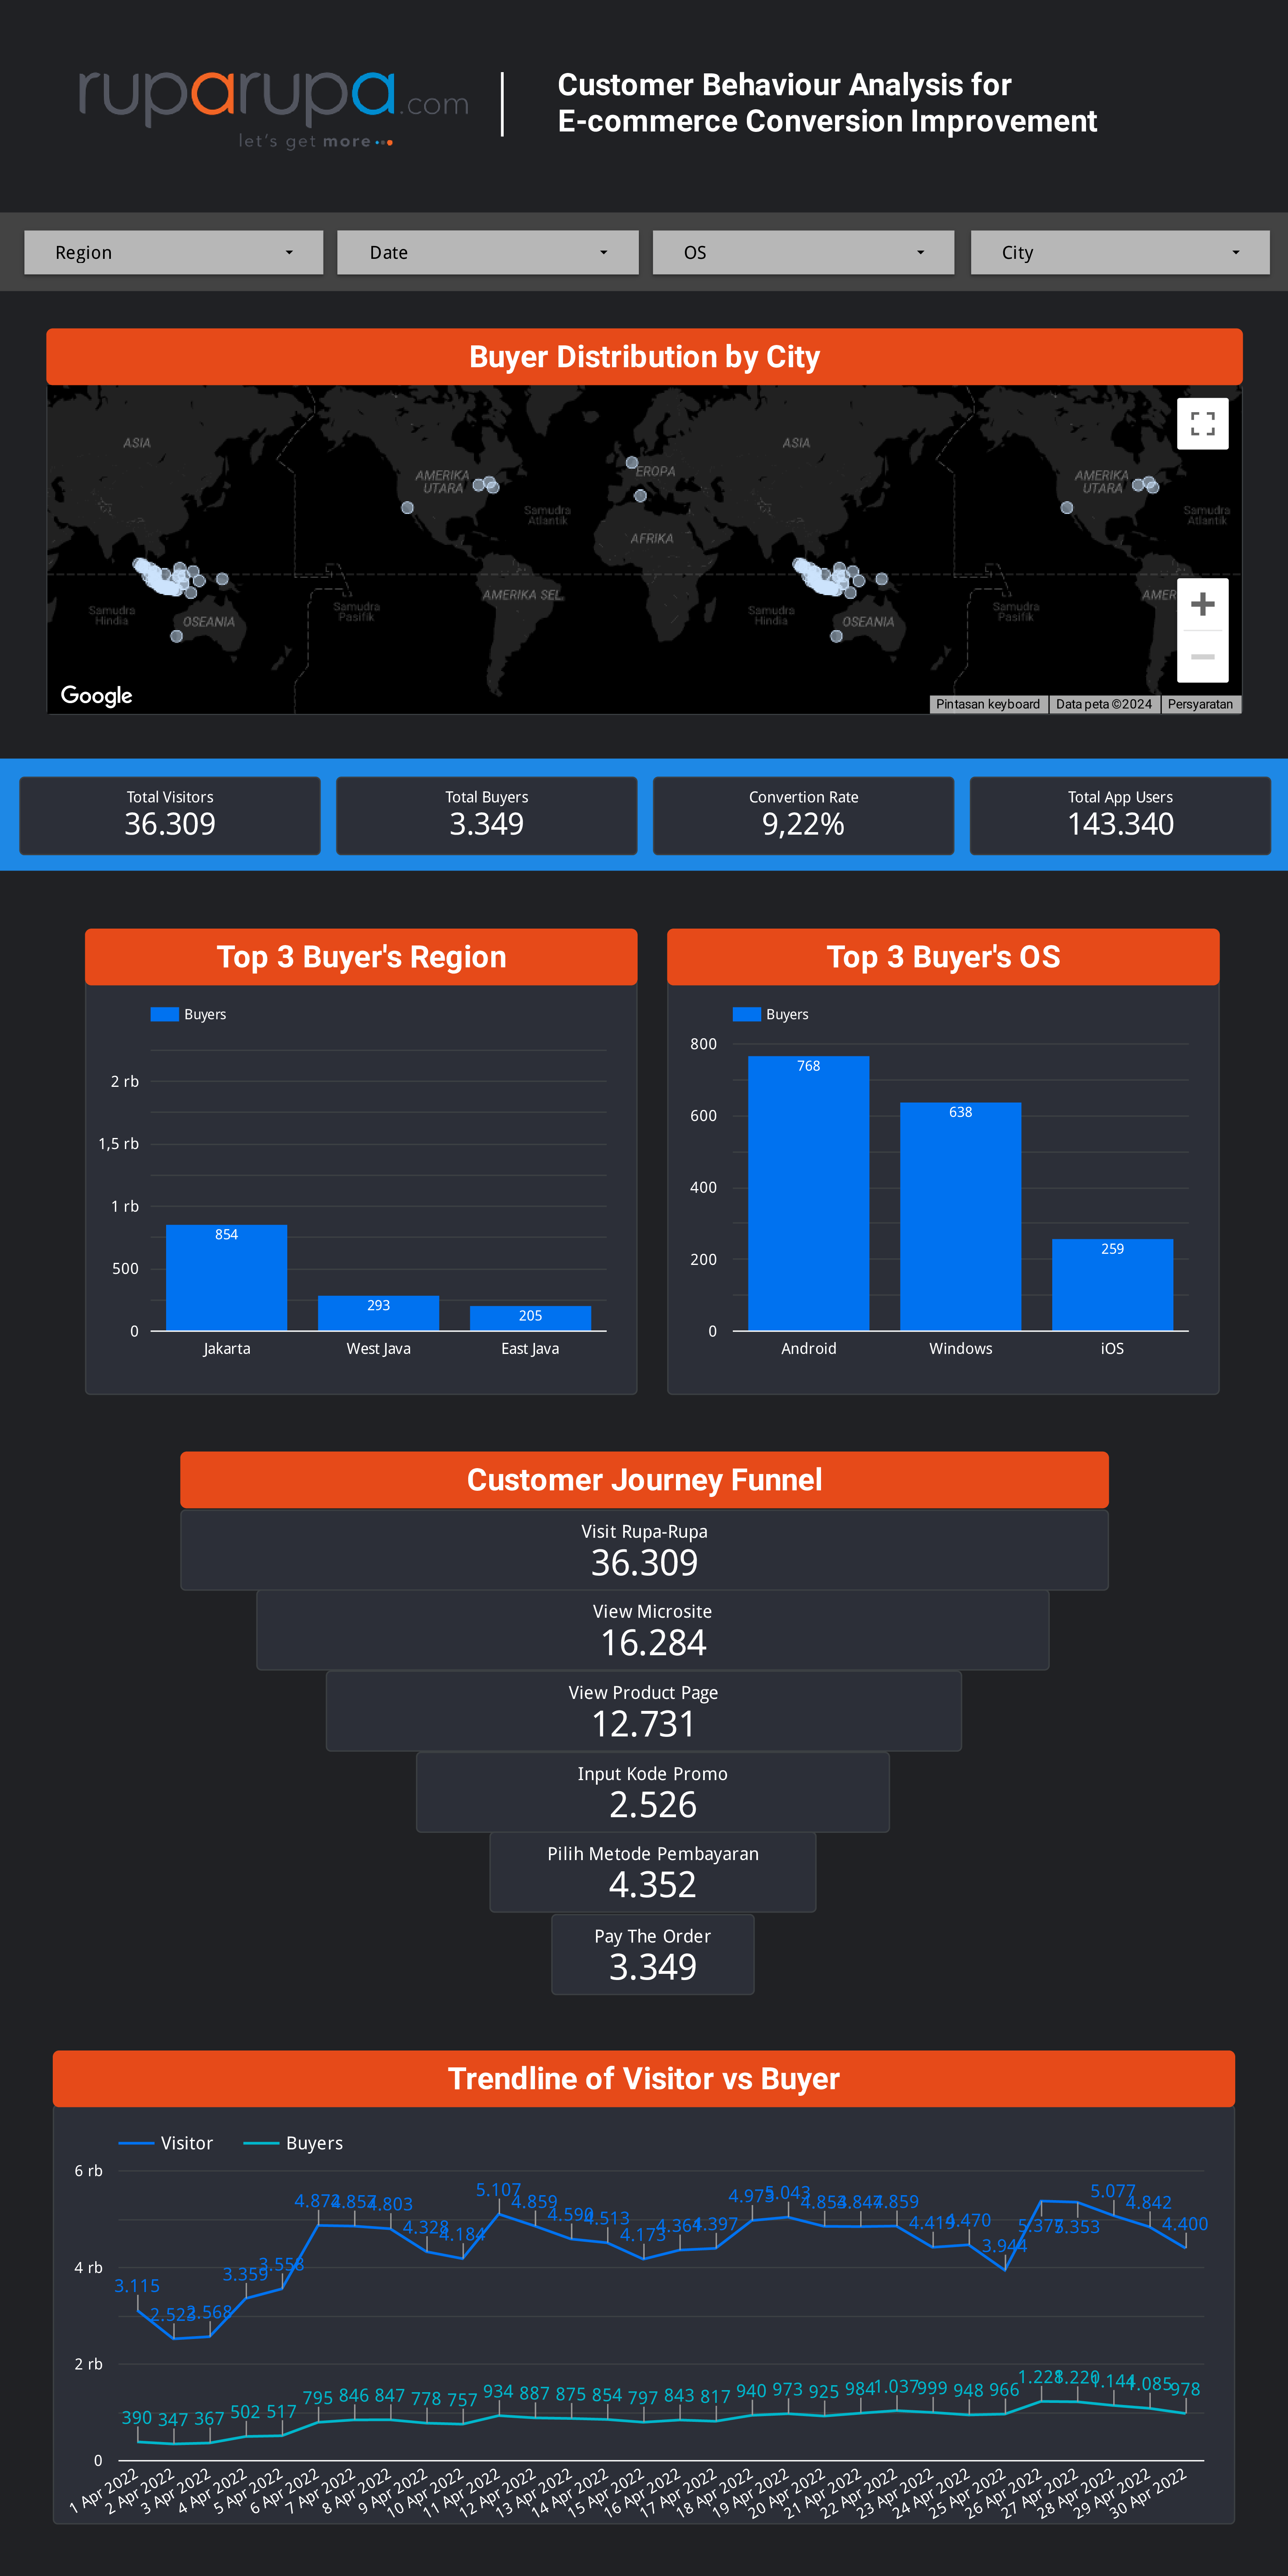 ruparupa.com
let's get more
Customer Behaviour Analysis for
E-commerce Conversion Improvement
Region
Date
OS
City
Buyer Distribution by City
ASIA
AMERIKA
UTARA
EROPA
ASIA
AMERIKA
UTARA
Samudra
Atlantik
Samudra
Atlantik
AFRIKA
Samudra
Hindia
OSEANIA
Samudra
Pasifik
AMERIKA SEL
Samudra
Hindia
OSEANIA
Samudra
Pasifik
AMER
Google
Pintasan keyboard
Data peta ©2024
Persyaratan
Total Visitors
36.309
Total Buyers
3.349
Convertion Rate
9,22%
Total App Users
143.340
Top 3 Buyer's Region
Buyers
2 rb
1,5 rb
1 rb
500
0
854
293
205
Jakarta
West Java
East Java
Top 3 Buyer's OS
Buyers
800
600
400
200
0
768
638
259
Android
Windows
iOS
Customer Journey Funnel
Visit Rupa-Rupa
36.309
View Microsite
16.284
View Product Page
12.731
Input Kode Promo
2.526
Pilih Metode Pembayaran
4.352
Pay The Order
3.349
Trendline of Visitor vs Buyer
Visitor
Buyers
6 rb
4 rb
2 rb
0
3.115
2.523
2.568
3.359
3.558
4.857
4.803
4.328
4.184
5.107
4.859
4.590
4.513
4.173
4.364
4.397
4.973
5.043
4.853
4.847
4.859
4.419
4.470
3.944
5.377
5.353
5.077
4.842
4.400
390
347
367
502
517
795
846
847
778
757
934
887
875
854
797
843
817
940
973
925
984
1.037
999
948
966
1.228
1.220
1.144
1.085
978
1 Apr 2022
2 Apr 2022
3 Apr 2022
4 Apr 2022
5 Apr 2022
6 Apr 2022
7 Apr 2022
8 Apr 2022
9 Apr 2022
10 Apr 2022
11 Apr 2022
12 Apr 2022
13 Apr 2022
14 Apr 2022
15 Apr 2022
16 Apr 2022
17 Apr 2022
18 Apr 2022
19 Apr 2022
20 Apr 2022
21 Apr 2022
22 Apr 2022
23 Apr 2022
24 Apr 2022
25 Apr 2022
26 Apr 2022
27 Apr 2022
28 Apr 2022
29 Apr 2022
30 Apr 2022